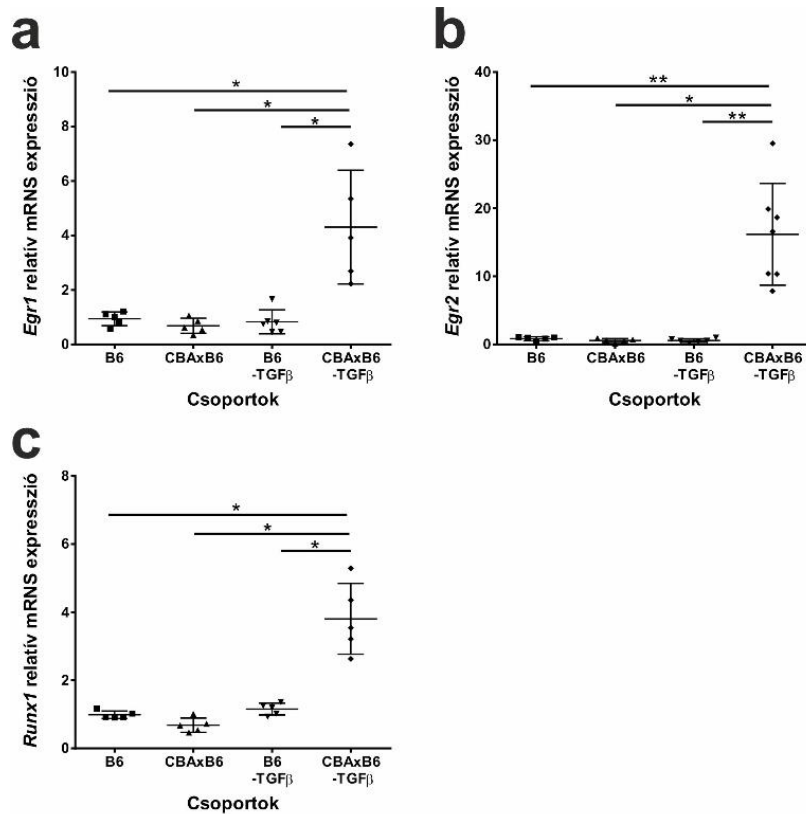 a
Egr1 relatív mRNS expresszió
10
8
6
4
2
0
*
*
*
B6
CBAxB6
B6
-TGFβ
CBAxB6
-TGFβ
Csoportok
b
Egr2 relatív mRNS expresszió
40
30
20
10
0
**
*
**
B6
CBAxB6
B6
-TGFβ
CBAxB6
-TGFβ
Csoportok
c
Runx1 relatív mRNS expresszió
8
6
4
2
0
*
*
*
B6
CBAxB6
B6
-TGFβ
CBAxB6
-TGFβ
Csoportok